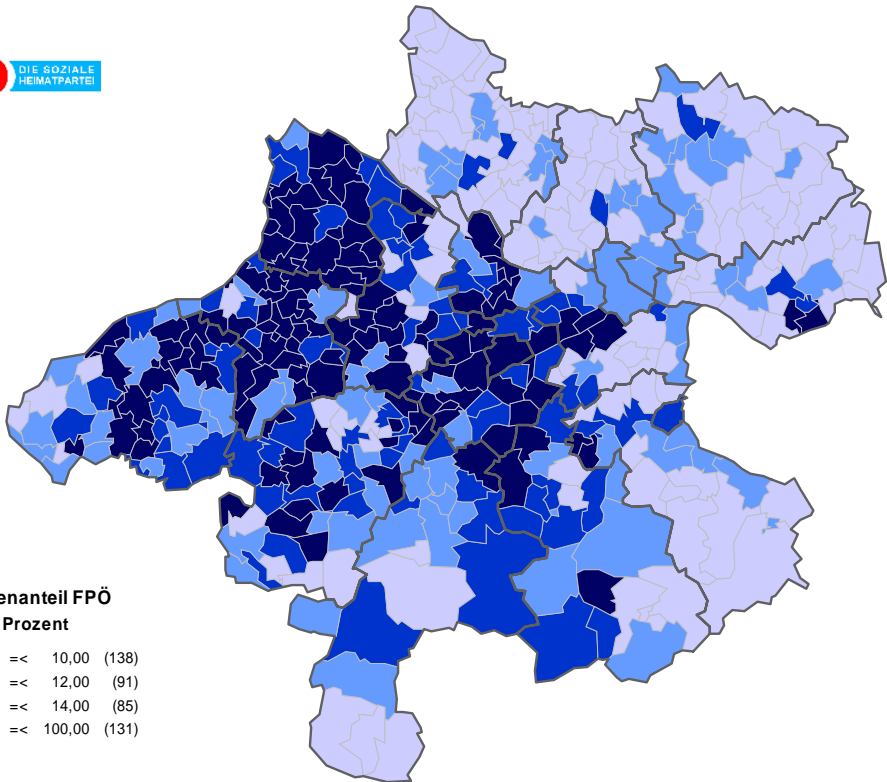 DIE SOZIALE
HEIMATPARTEI
enanteil FPÖ
Prozent
=< 10,00 (138)
=< 12,00 (91)
=< 14,00 (85)
=< 100,00 (131)